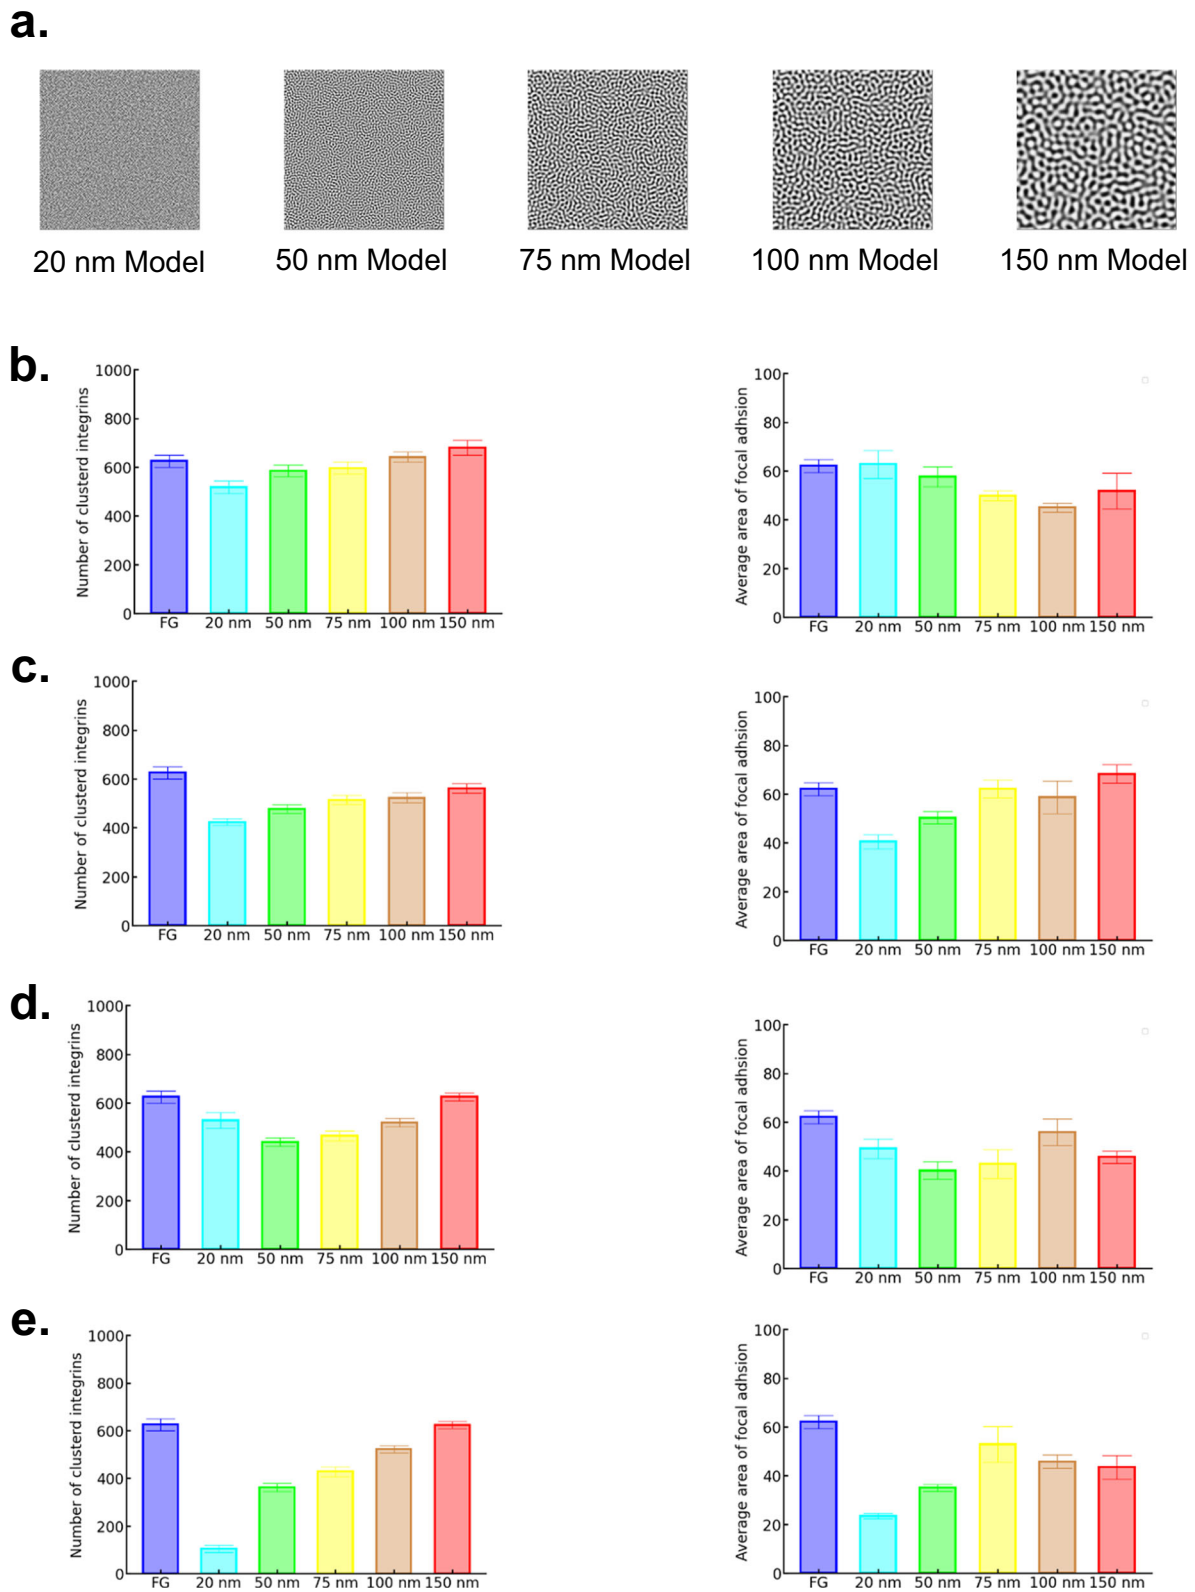 a.
20 nm Model
50 nm Model
75 nm Model
100 nm Model
150 nm Model
b.
Number of clusterd integrins
1000
800
600
400
200
0
FG 20 nm 50 nm 75 nm 100 nm 150 nm
Average area of focal adhsion
100
80
60
40
20
0
FG 20 nm 50 nm 75 nm 100 nm 150 nm
c.
Number of clusterd integrins
1000
800
600
400
200
0
FG 20 nm 50 nm 75 nm 100 nm 150 nm
Average area of focal adhsion
100
80
60
40
20
0
FG 20 nm 50 nm 75 nm 100 nm 150 nm
d.
Number of clusterd integrins
1000
800
600
400
200
0
FG 20 nm 50 nm 75 nm 100 nm 150 nm
Average area of focal adhsion
100
80
60
40
20
0
FG 20 nm 50 nm 75 nm 100 nm 150 nm
e.
Number of clusterd integrins
1000
800
600
400
200
0
FG 20 nm 50 nm 75 nm 100 nm 150 nm
Average area of focal adhsion
100
80
60
40
20
0
FG 20 nm 50 nm 75 nm 100 nm 150 nm